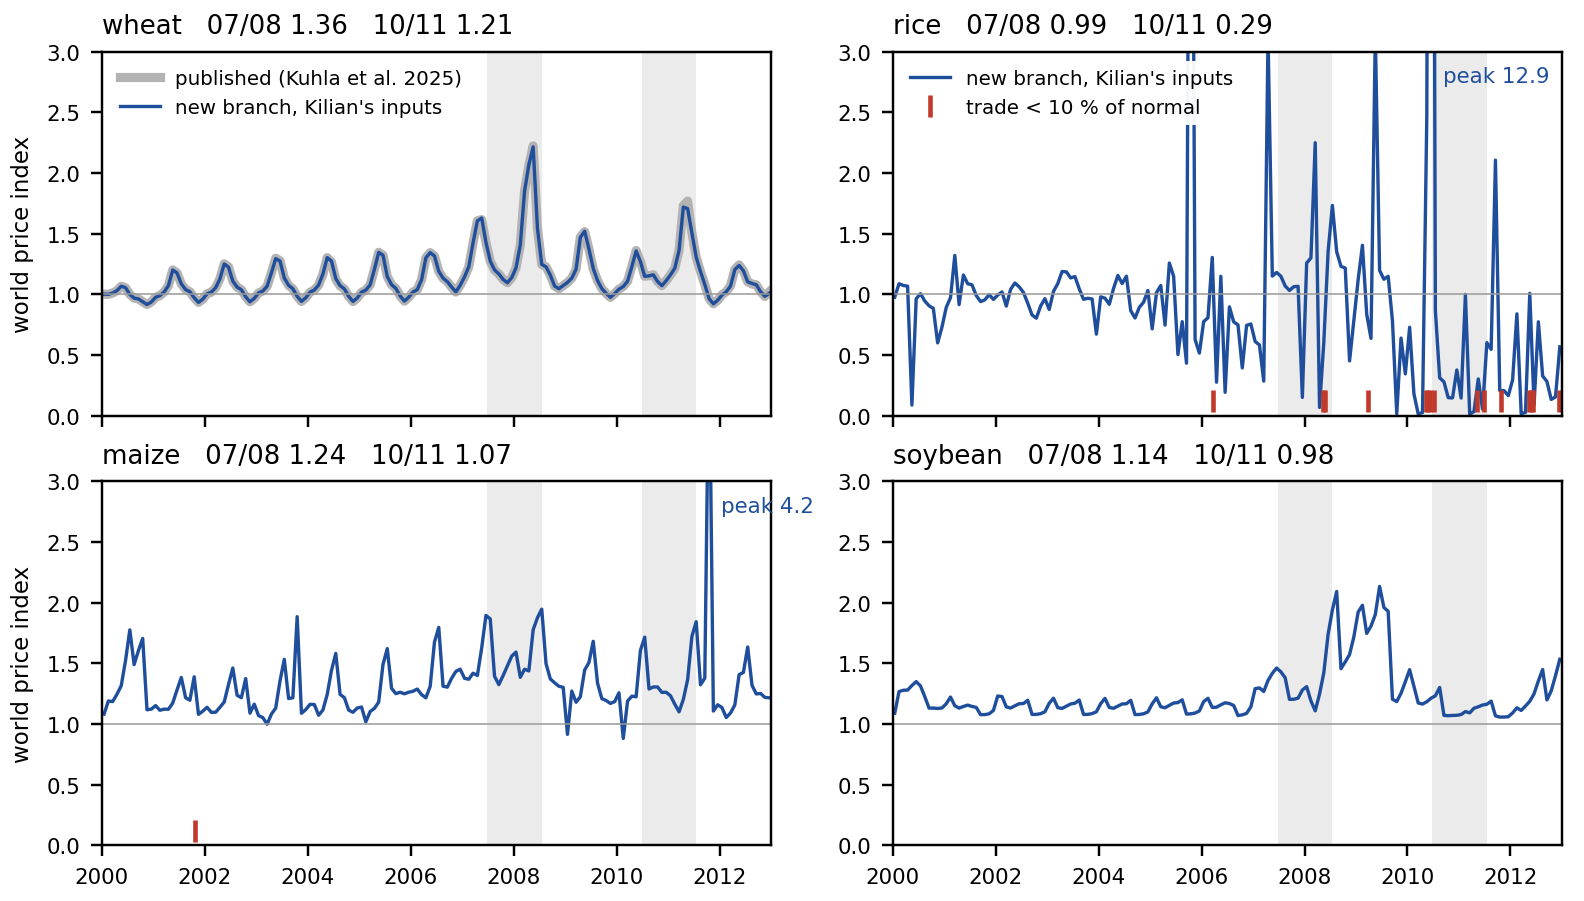 wheat   07/08 1.36   10/11 1.21
3.0
2.5
2.0
1.5
1.0
0.5
0.0
world price index
published (Kuhla et al. 2025)
new branch, Kilian's inputs
rice   07/08 0.99   10/11 0.29
3.0
2.5
2.0
1.5
1.0
0.5
0.0
new branch, Kilian's inputs
trade < 10 % of normal
peak 12.9
maize   07/08 1.24   10/11 1.07
3.0
2.5
2.0
1.5
1.0
0.5
0.0
world price index
peak 4.2
2000 2002 2004 2006 2008 2010 2012
soybean   07/08 1.14   10/11 0.98
3.0
2.5
2.0
1.5
1.0
0.5
0.0
2000 2002 2004 2006 2008 2010 2012